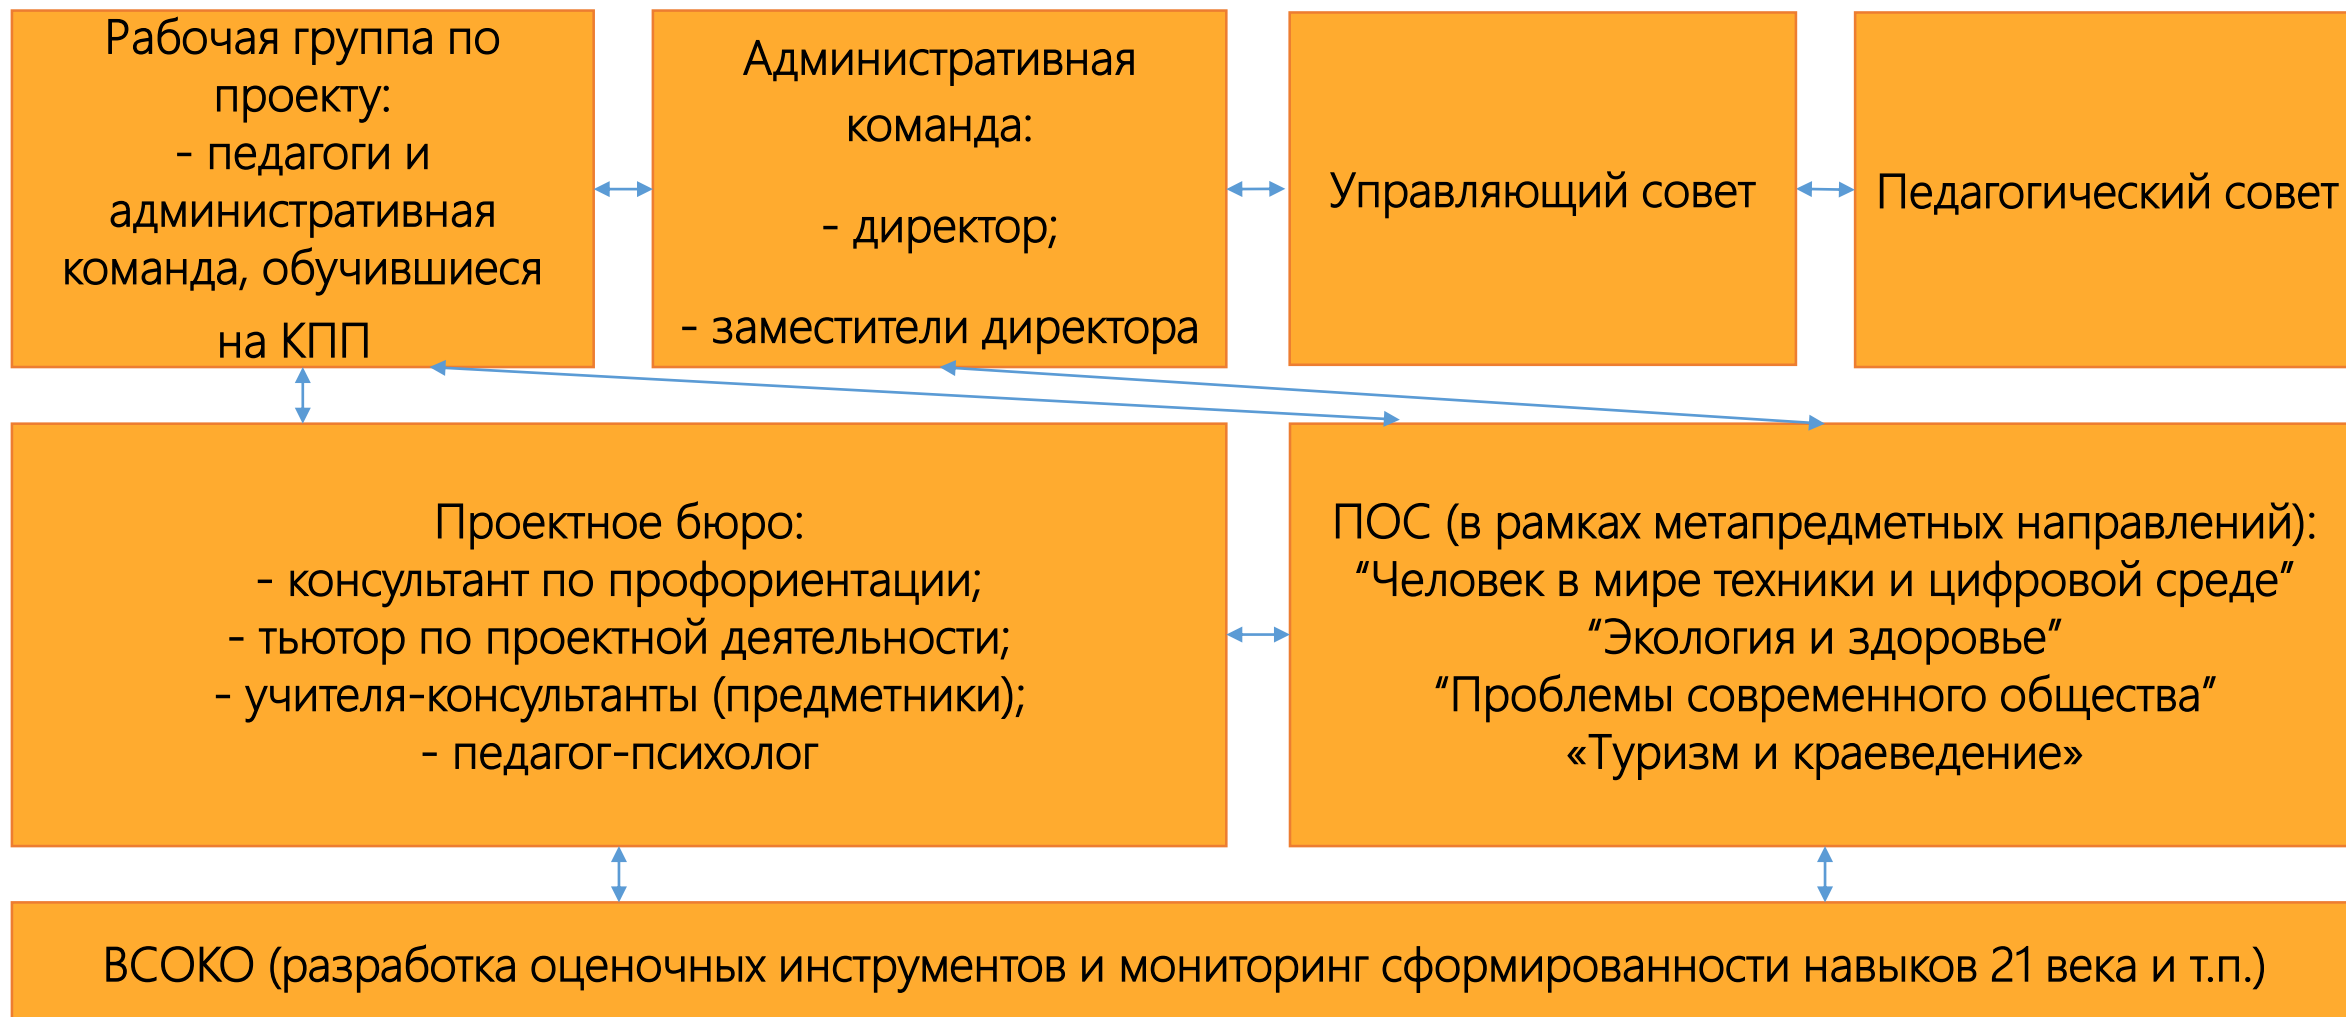 Рабочая группа по
проекту:
- педагоги и
административная
команда, обучившиеся
на КПП
Административная
команда:
- директор;
- заместители директора
Управляющий совет
Педагогический совет
Проектное бюро:
- консультант по профориентации;
- тьютор по проектной деятельности;
- учителя-консультанты (предметники);
- педагог-психолог
ПОС (в рамках метапредметных направлений):
“Человек в мире техники и цифровой среде”
“Экология и здоровье”
“Проблемы современного общества”
«Туризм и краеведение»
ВСОКО (разработка оценочных инструментов и мониторинг сформированности навыков 21 века и т.п.)